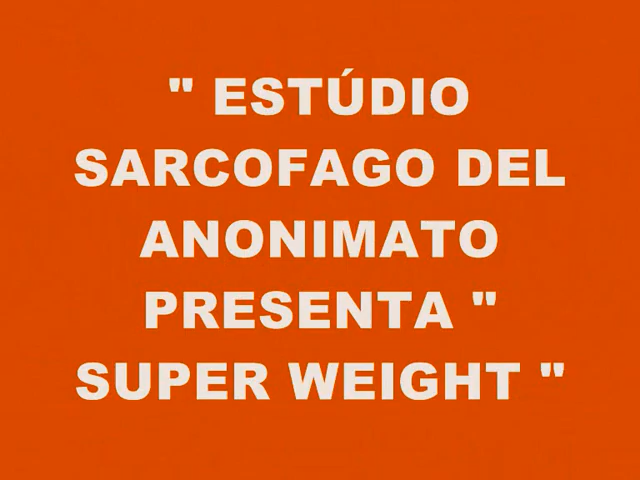 " ESTÚDIO
SARCOFAGO DEL
ANONIMATO
PRESENTA "
SUPER WEIGHT "